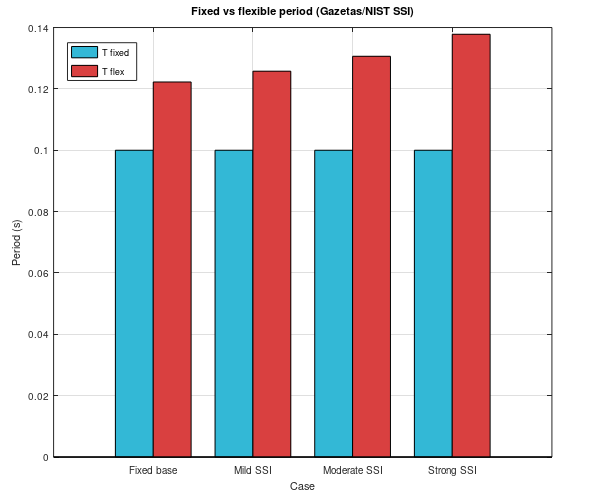 Fixed vs flexible period (Gazetas/NIST SSI)
T fixed
T flex
0.14
0.12
0.1
0.08
0.06
0.04
0.02
0
Period (s)
Fixed base
Mild SSI
Moderate SSI
Strong SSI
Case